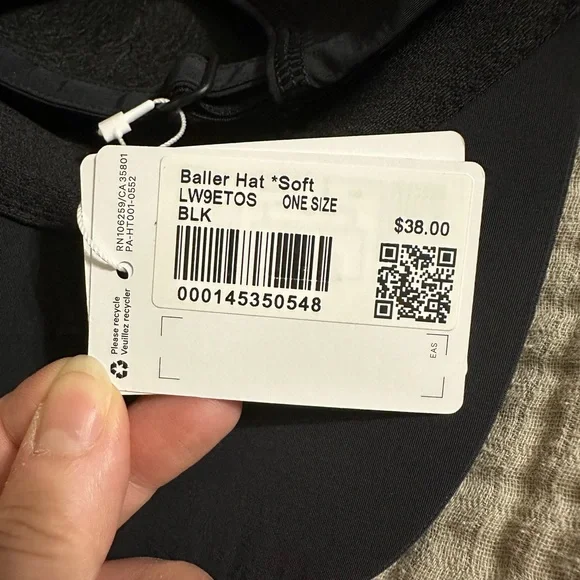 Baller Hat *Soft
LW9ETOS ONE SIZE
BLK
$38.00
000145350548
EAS
RN106259/CA35801
PA-HT001-0552
Please recycle
Veuillez recycler